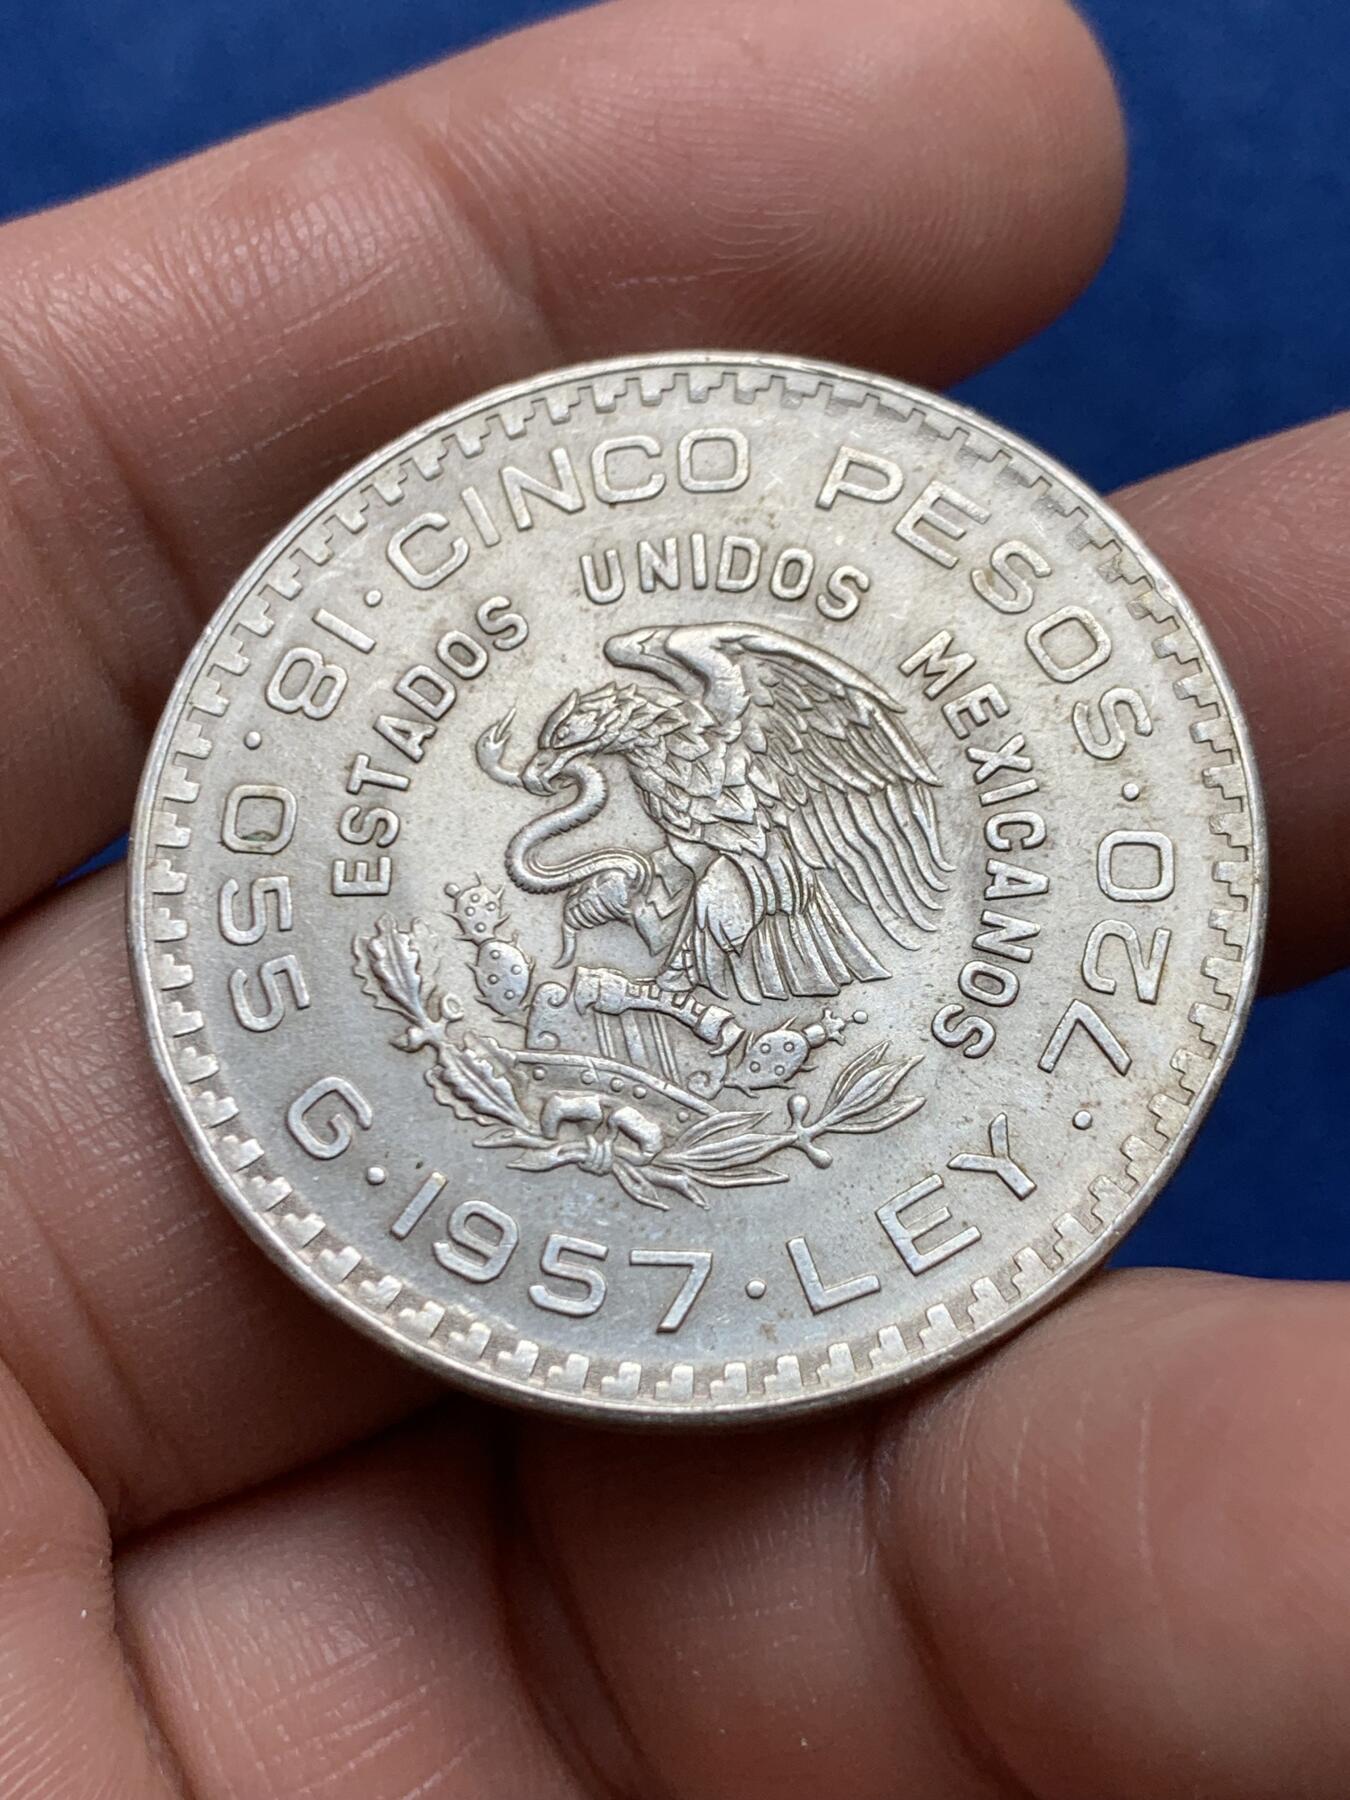 · CINCO PESOS · 720 · LEY · 1957 · 18.055 G
ESTADOS UNIDOS MEXICANOS